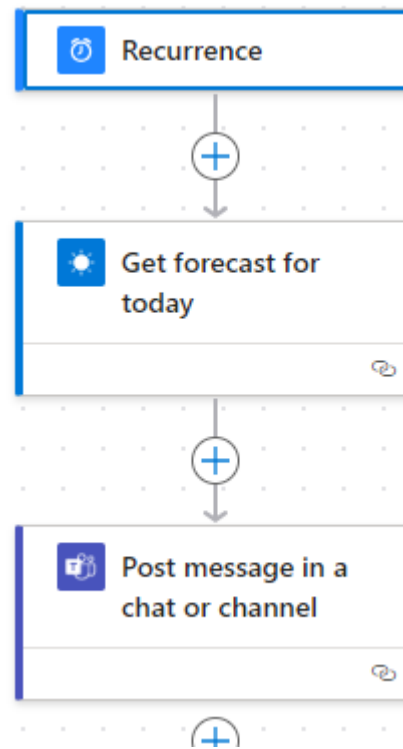 Recurrence
Get forecast for
today
Post message in a
chat or channel